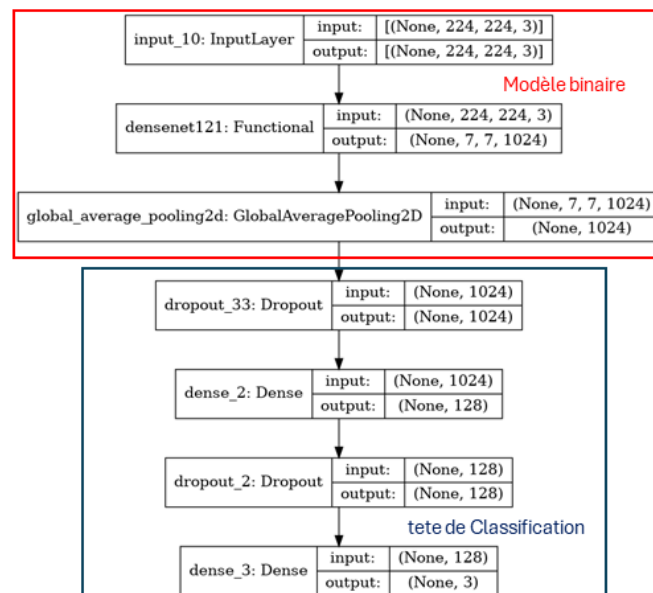 input_10: InputLayer
input: [(None, 224, 224, 3)]
output: [(None, 224, 224, 3)]
Modèle binaire
densenet121: Functional
input: (None, 224, 224, 3)
output: (None, 7, 7, 1024)
global_average_pooling2d: GlobalAveragePooling2D
input: (None, 7, 7, 1024)
output: (None, 1024)
dropout_33: Dropout
input: (None, 1024)
output: (None, 1024)
dense_2: Dense
input: (None, 1024)
output: (None, 128)
dropout_2: Dropout
input: (None, 128)
output: (None, 128)
tete de Classification
dense_3: Dense
input: (None, 128)
output: (None, 3)